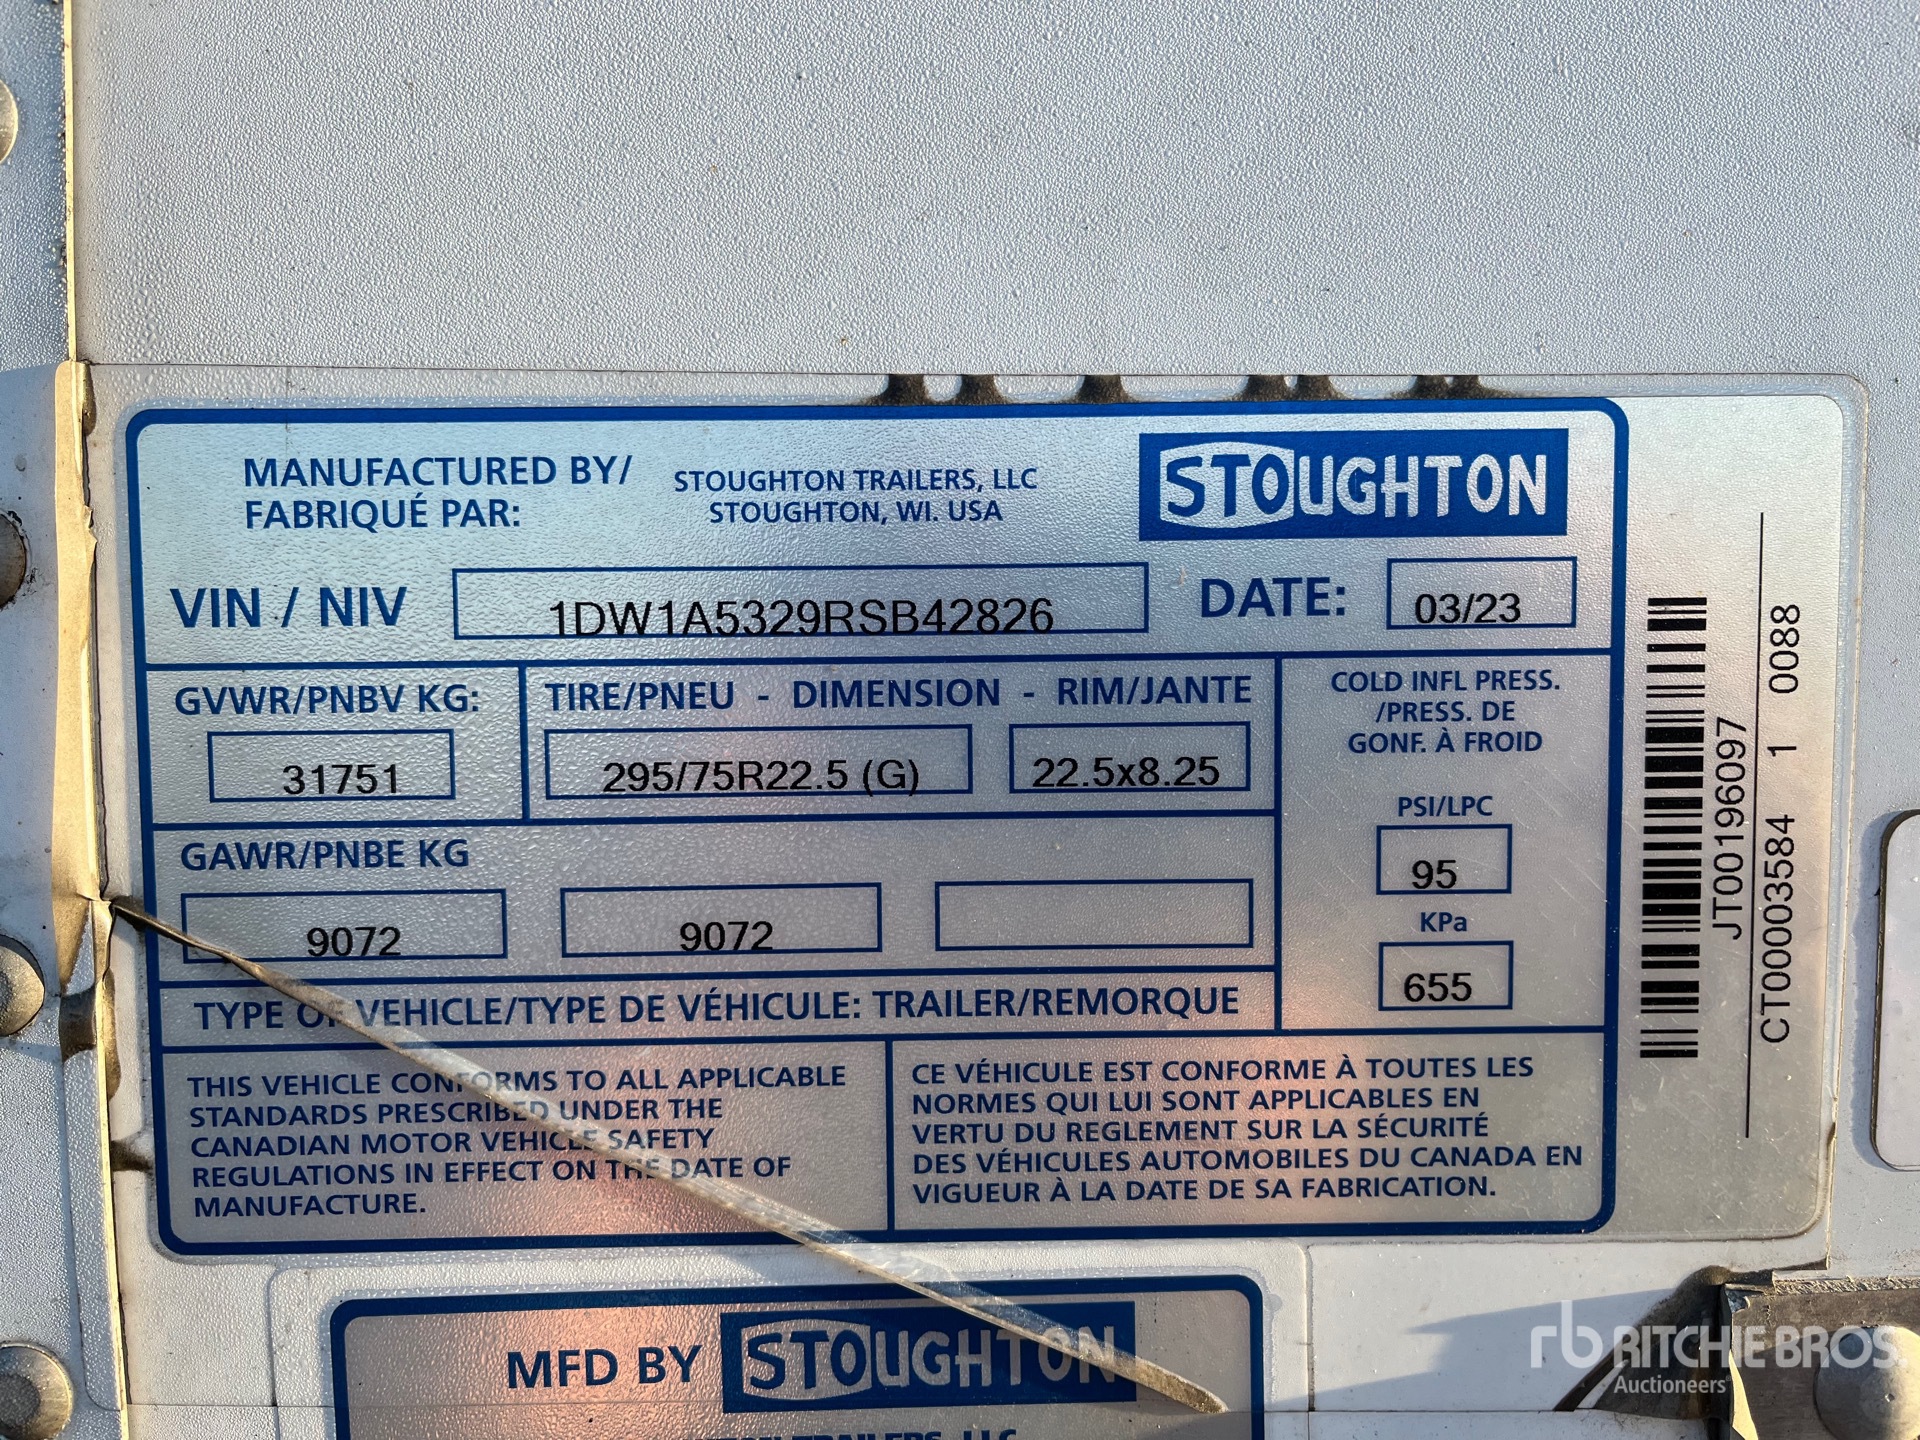 MANUFACTURED BY/
FABRIQUÉ PAR:
STOUGHTON TRAILERS, LLC
STOUGHTON, WI. USA
STOUGHTON
VIN / NIV
1DW1A5329RSB42826
DATE:
03/23
GVWR/PNBV KG:
31751
TIRE/PNEU - DIMENSION - RIM/JANTE
295/75R22.5 (G)
22.5x8.25
COLD INFL PRESS.
/PRESS. DE
GONF. À FROID
PSI/LPC
95
KPa
655
GAWR/PNBE KG
9072
9072
TYPE OF VEHICLE/TYPE DE VÉHICULE: TRAILER/REMORQUE
THIS VEHICLE CONFORMS TO ALL APPLICABLE
STANDARDS PRESCRIBED UNDER THE
CANADIAN MOTOR VEHICLE SAFETY
REGULATIONS IN EFFECT ON THE DATE OF
MANUFACTURE.
CE VÉHICULE EST CONFORME À TOUTES LES
NORMES QUI LUI SONT APPLICABLES EN
VERTU DU REGLEMENT SUR LA SÉCURITÉ
DES VÉHICULES AUTOMOBILES DU CANADA EN
VIGUEUR À LA DATE DE SA FABRICATION.
JT00196097
CT00003584 1 0088
MFD BY STOUGHTON
TRAILERS, LLC
rb RITCHIE BROS.
Auctioneers